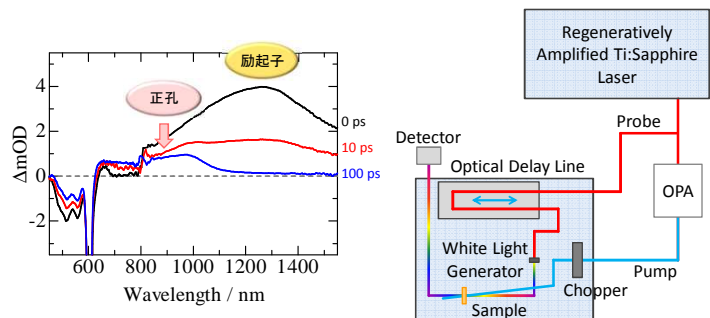 励起子
正孔
4
2
0
-2
ΔmOD
0 ps
10 ps
100 ps
600
800
1000
1200
1400
Wavelength / nm
Regeneratively
Amplified Ti:Sapphire
Laser
Probe
Detector
Optical Delay Line
OPA
White Light
Generator
Pump
Chopper
Sample